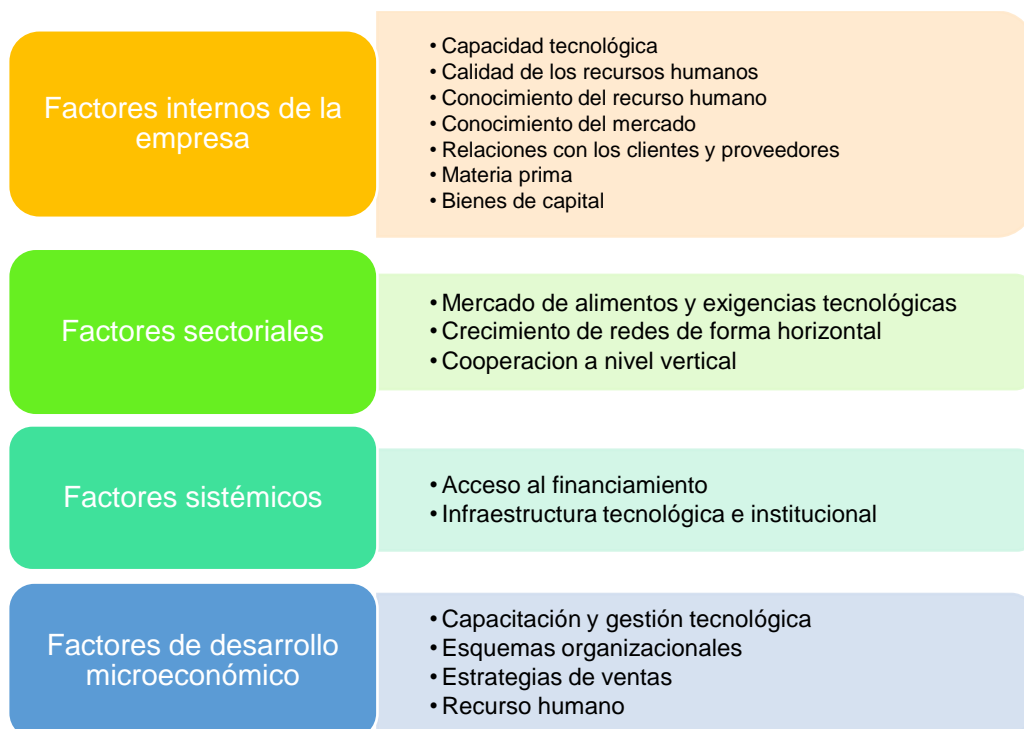 Factores internos de la
empresa
• Capacidad tecnológica
• Calidad de los recursos humanos
• Conocimiento del recurso humano
• Conocimiento del mercado
• Relaciones con los clientes y proveedores
• Materia prima
• Bienes de capital
Factores sectoriales
• Mercado de alimentos y exigencias tecnológicas
• Crecimiento de redes de forma horizontal
• Cooperacion a nivel vertical
Factores sistémicos
• Acceso al financiamiento
• Infraestructura tecnológica e institucional
Factores de desarrollo
microeconómico
• Capacitación y gestión tecnológica
• Esquemas organizacionales
• Estrategias de ventas
• Recurso humano